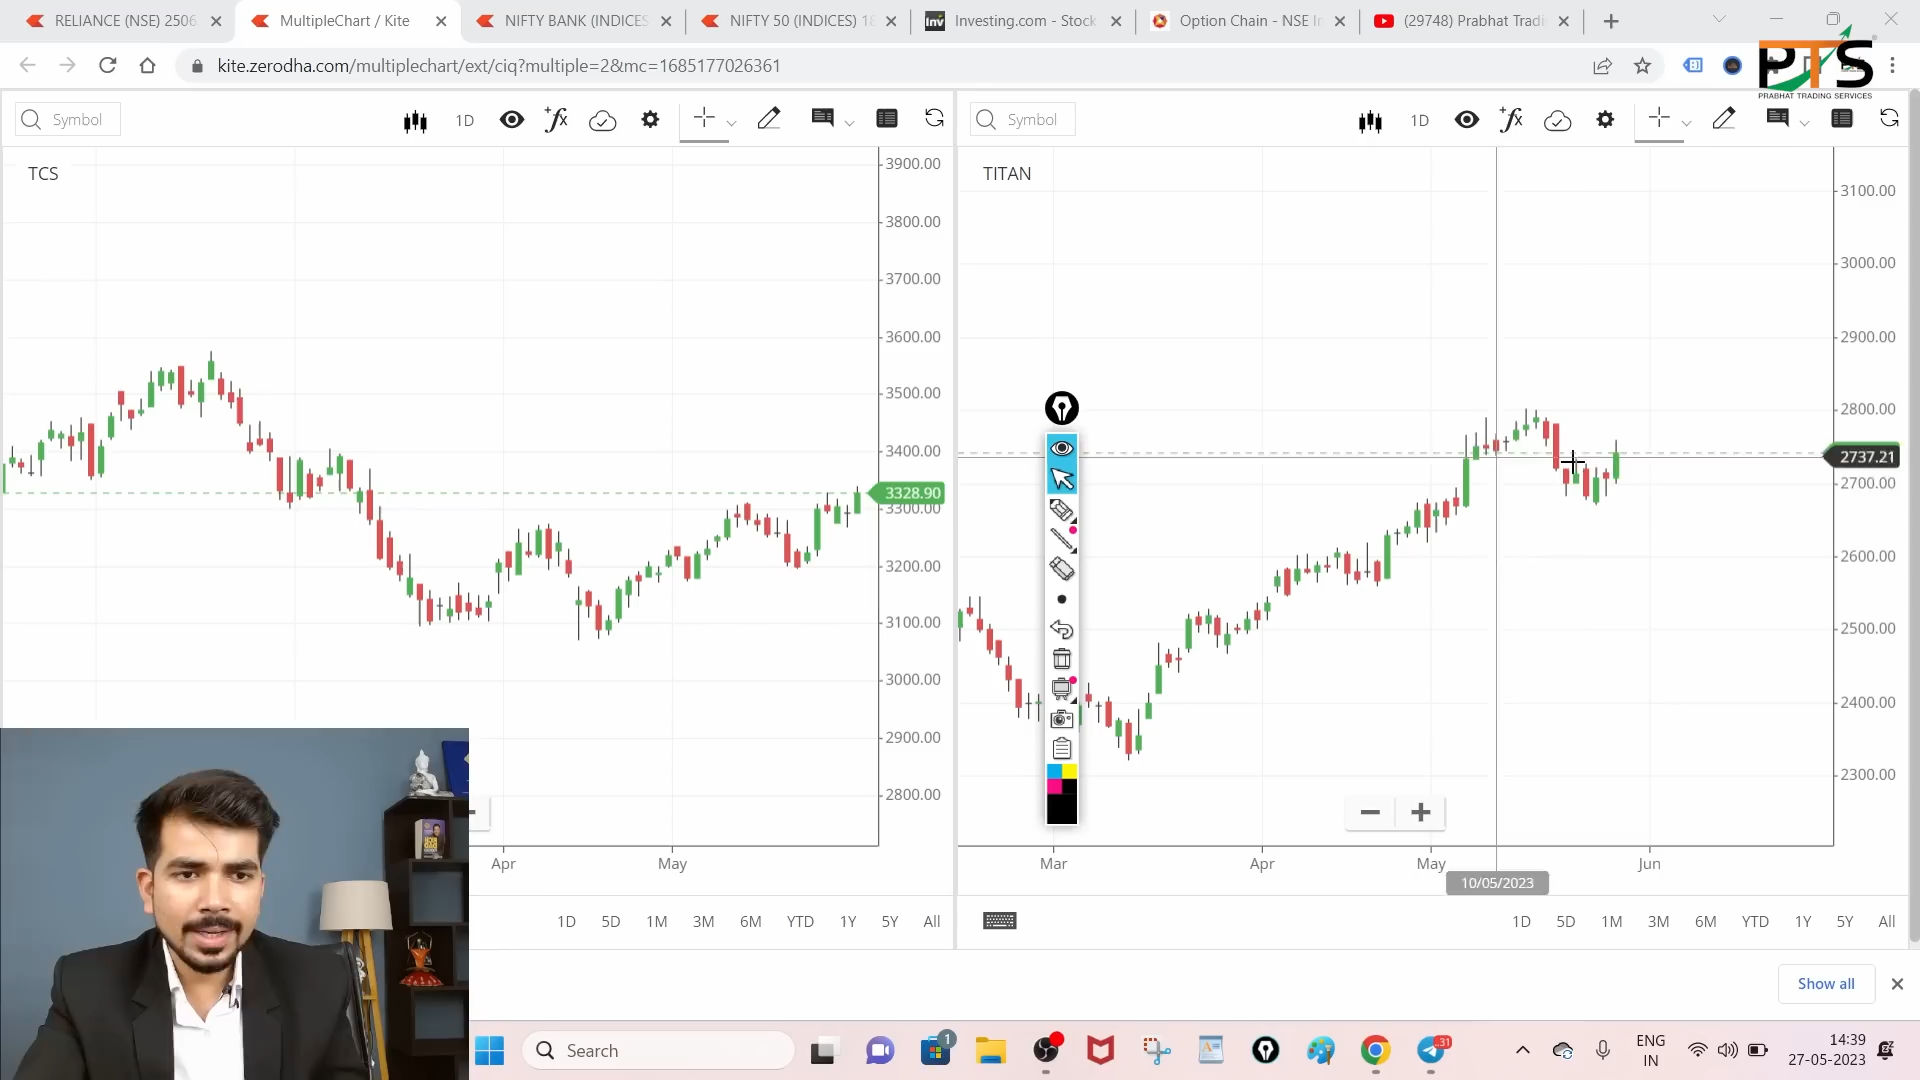 RELIANCE (NSE) 2506
MultipleChart / Kite
NIFTY BANK (INDICES
NIFTY 50 (INDICES) 18
Investing.com - Stock
Option Chain - NSE In
(29748) Prabhat Tradi
kite.zerodha.com/multiplechart/ext/ciq?multiple=2&mc=1685177026361
PTS
PRABHAT TRADING SERVICES
Symbol
1D
Symbol
1D
TCS
3900.00
3800.00
3700.00
3600.00
3500.00
3400.00
3328.90
3300.00
3200.00
3100.00
3000.00
2900.00
2800.00
Apr
May
1D 5D 1M 3M 6M YTD 1Y 5Y All
TITAN
3100.00
3000.00
2900.00
2800.00
2737.21
2700.00
2600.00
2500.00
2400.00
2300.00
Mar
Apr
May
Jun
10/05/2023
1D 5D 1M 3M 6M YTD 1Y 5Y All
Show all
Search
1
31
ENG
IN
14:39
27-05-2023